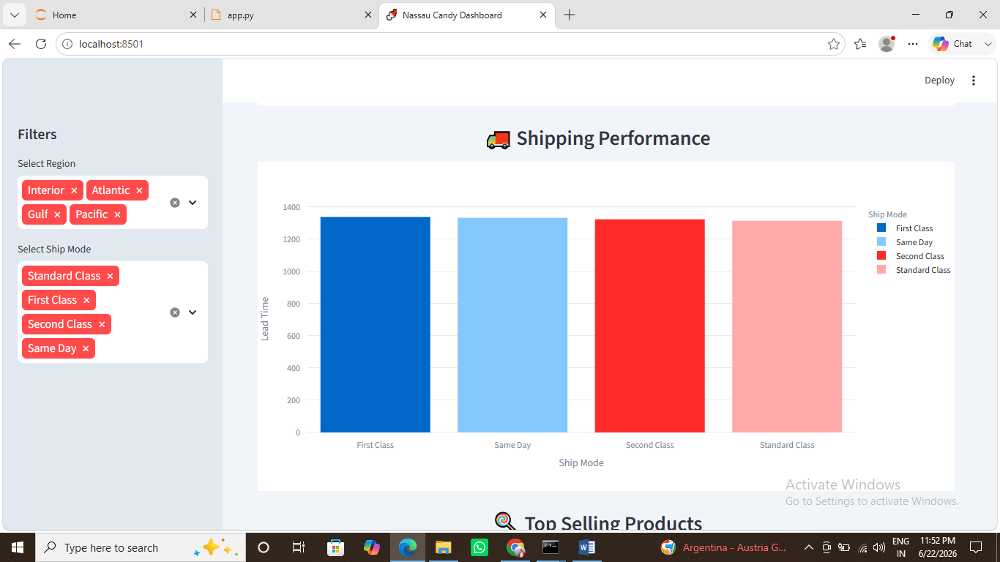 Home
app.py
Nassau Candy Dashboard
localhost:8501
Chat
Deploy
Filters
Select Region
Interior
Atlantic
Gulf
Pacific
Select Ship Mode
Standard Class
First Class
Second Class
Same Day
Shipping Performance
1400
1200
1000
800
600
400
200
0
Lead Time
First Class
Same Day
Second Class
Standard Class
Ship Mode
Ship Mode
First Class
Same Day
Second Class
Standard Class
Top Selling Products
Activate Windows
Go to Settings to activate Windows.
Type here to search
Argentina - Austria G...
ENG
IN
11:52 PM
6/22/2026